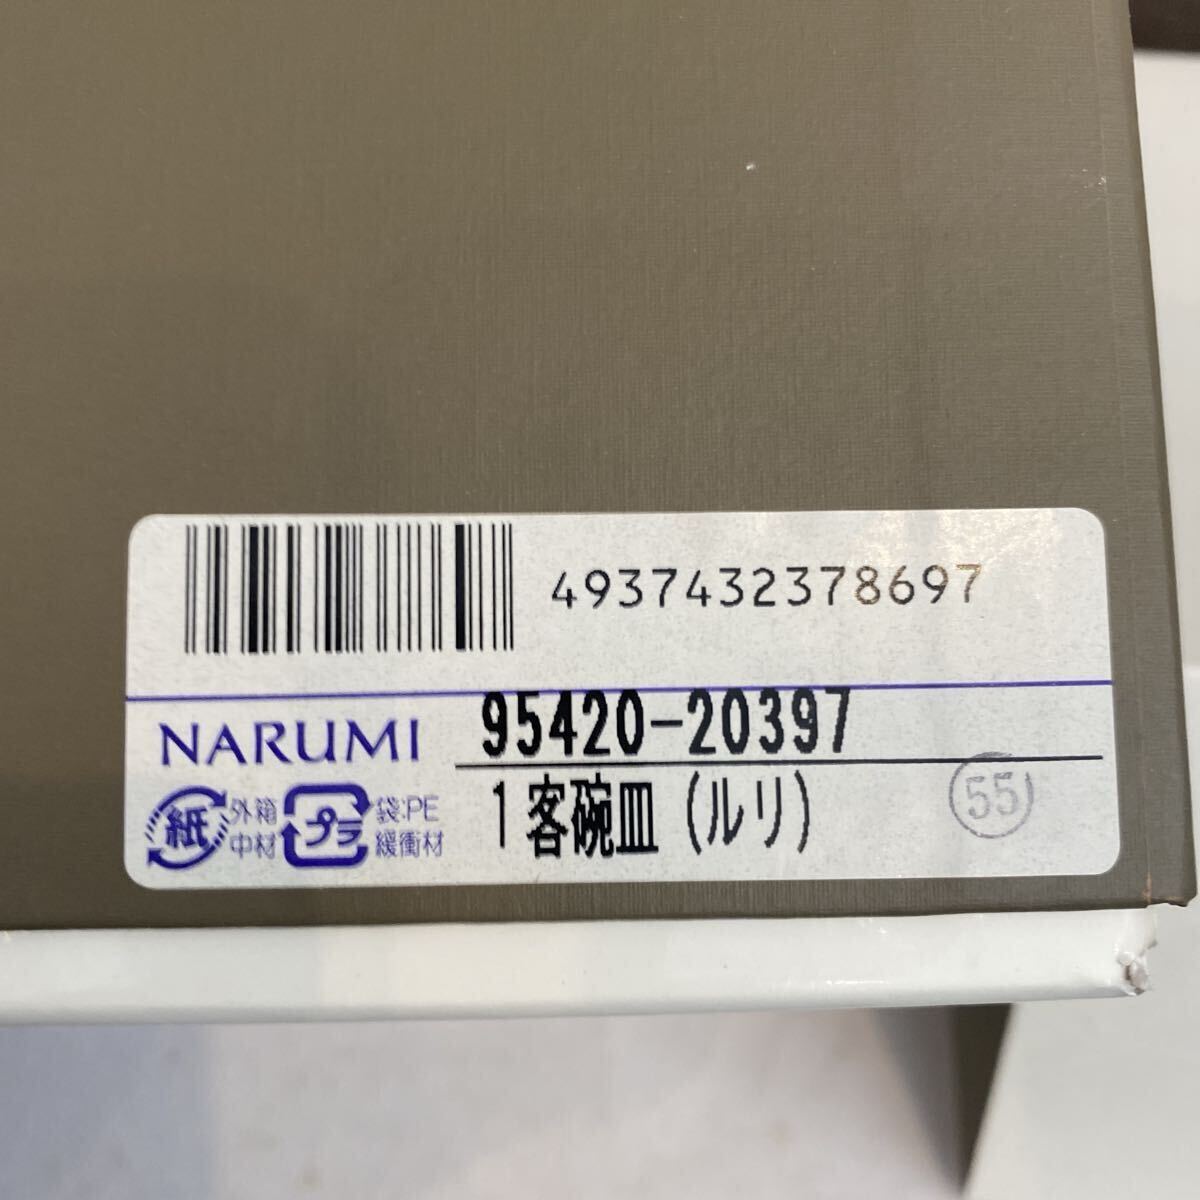 4937432378697
NARUMI
95420-20397
紙
外箱
中材
プラ
袋:PE
緩衝材
1客碗皿(ルリ)
55